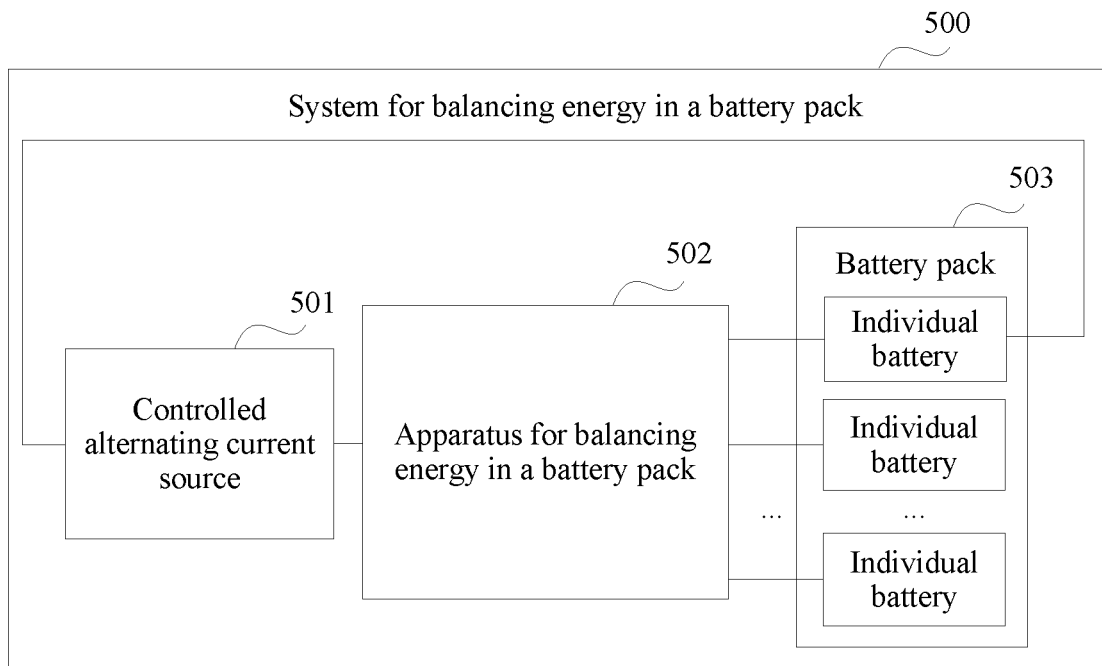 500
System for balancing energy in a battery pack
503
502
Battery pack
501
Individual
battery
Controlled
alternating current
source
Apparatus for balancing
energy in a battery pack
Individual
battery
...
...
Individual
battery